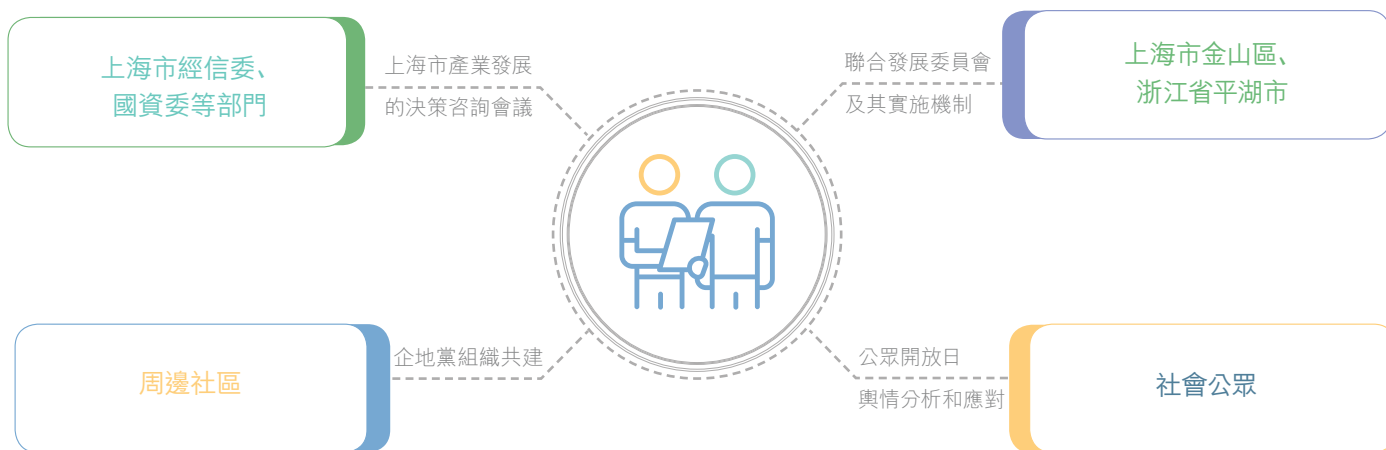 上海市經信委、
國資委等部門
上海市產業發展
的決策咨詢會議
聯合發展委員會
及其實施機制
上海市金山區、
浙江省平湖市
周邊社區
企地黨組織共建
公眾開放日
輿情分析和應對
社會公眾